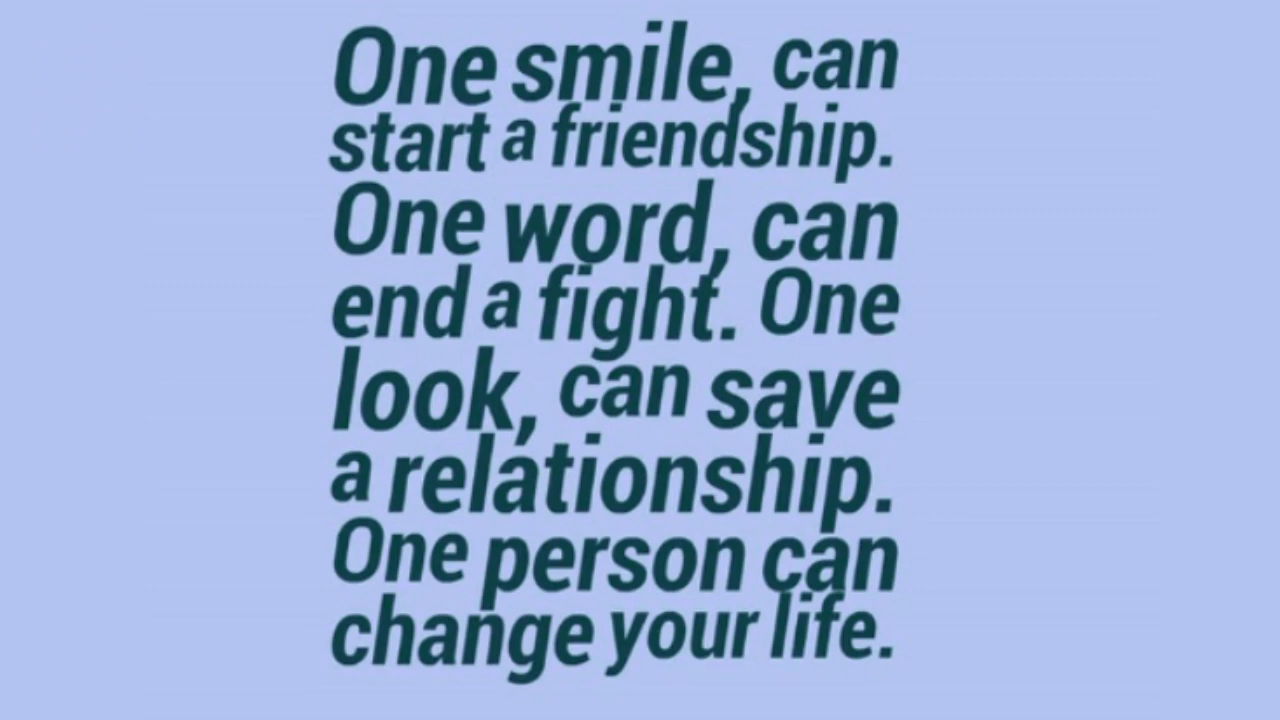 One smile, can
start a friendship.
One word, can
end a fight. One
look, can save
a relationship.
One person can
change your life.